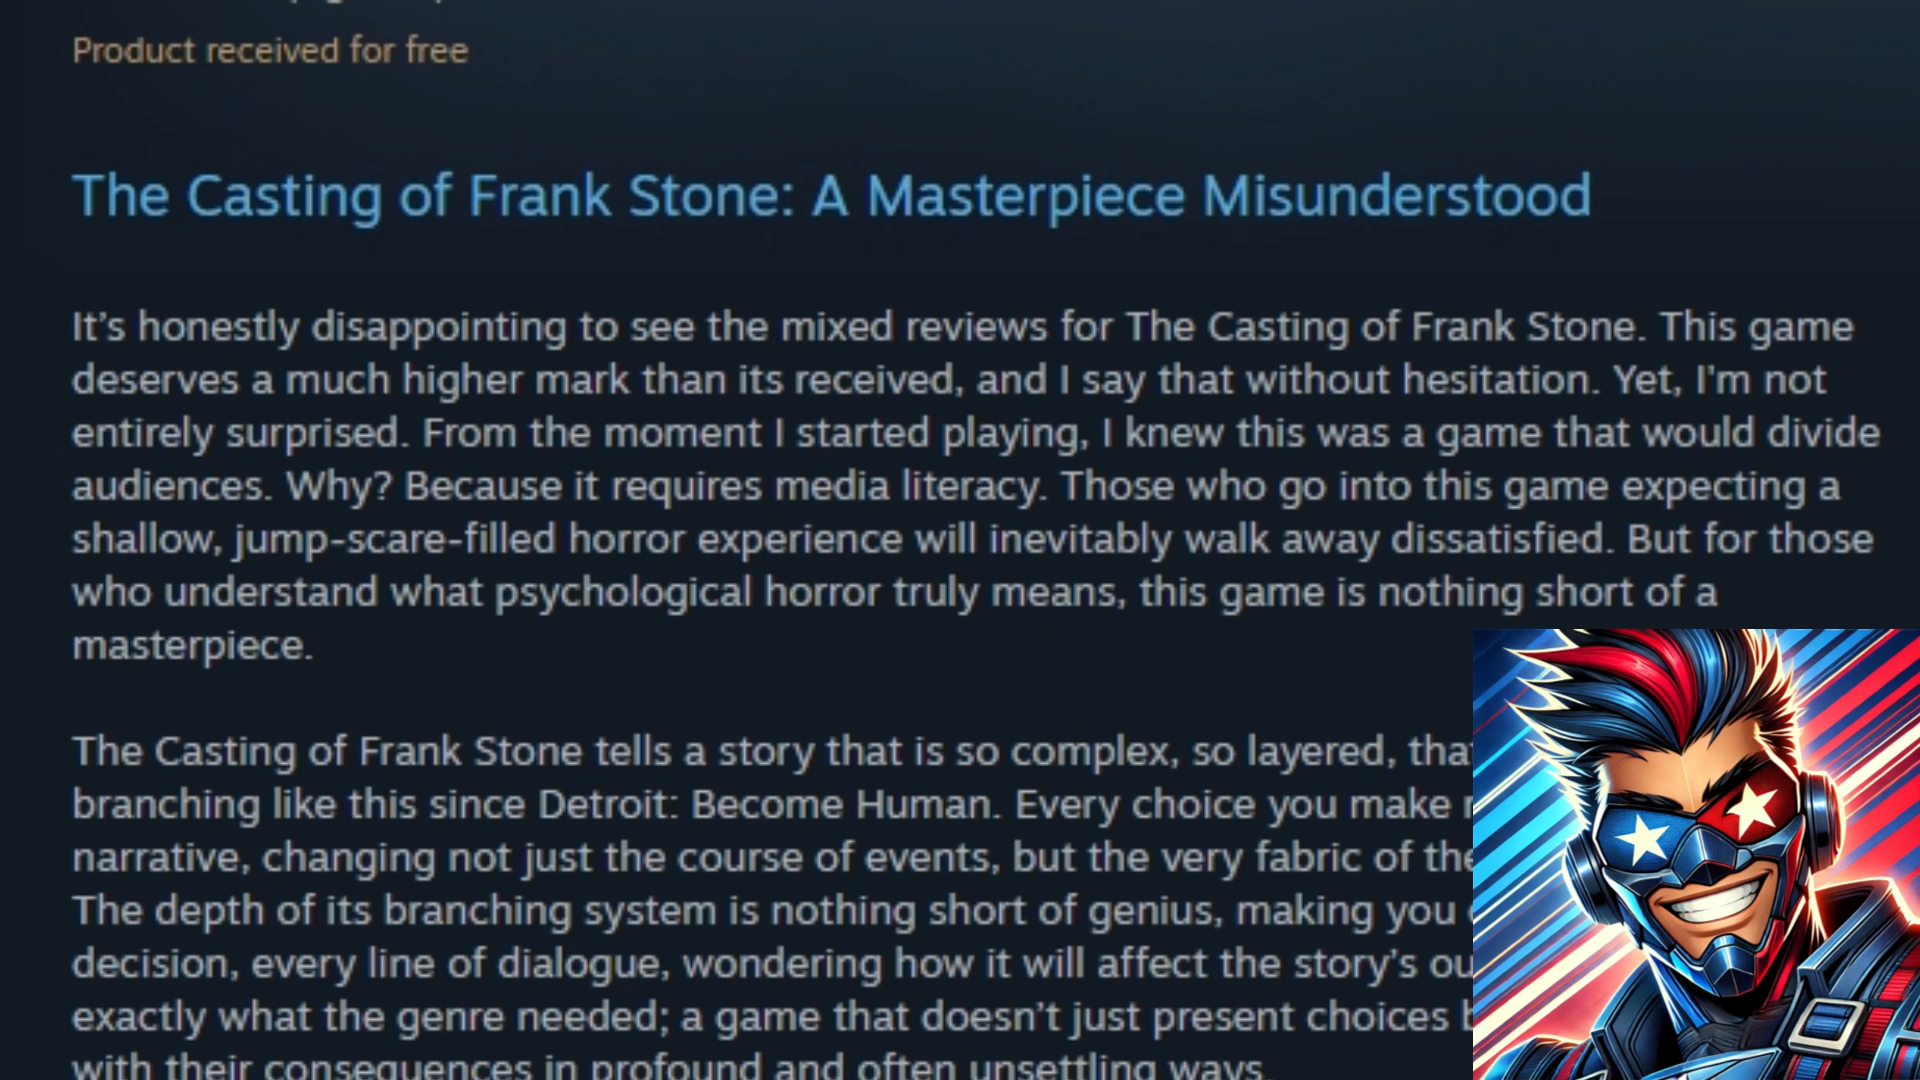 Product received for free
The Casting of Frank Stone: A Masterpiece Misunderstood
It’s honestly disappointing to see the mixed reviews for The Casting of Frank Stone. This game
deserves a much higher mark than its received, and I say that without hesitation. Yet, I'm not
entirely surprised. From the moment I started playing, I knew this was a game that would divide
audiences. Why? Because it requires media literacy. Those who go into this game expecting a
shallow, jump-scare-filled horror experience will inevitably walk away dissatisfied. But for those
who understand what psychological horror truly means, this game is nothing short of a
masterpiece.
The Casting of Frank Stone tells a story that is so complex, so layered,
branching like this since Detroit: Become Human. Every choice you make
narrative, changing not just the course of events, but the very fabric of
The depth of its branching system is nothing short of genius, making you
decision, every line of dialogue, wondering how it will affect the story’s
exactly what the genre needed; a game that doesn’t just present choices
with their consequences in profound and often unsettling ways